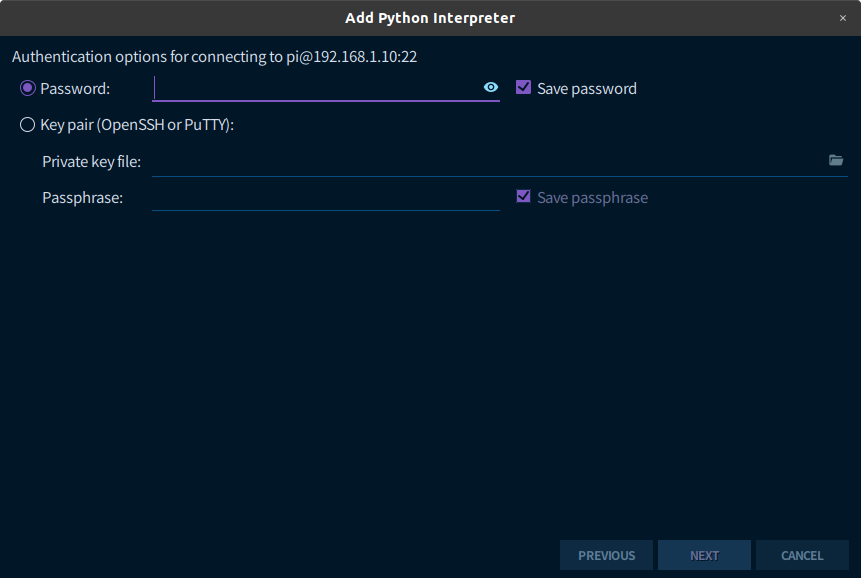 Add Python Interpreter ×
Authentication options for connecting to pi@192.168.1.10:22
Password: Save password
Key pair (OpenSSH or PuTTY):
Private key file:
Passphrase: Save passphrase
PREVIOUS NEXT CANCEL